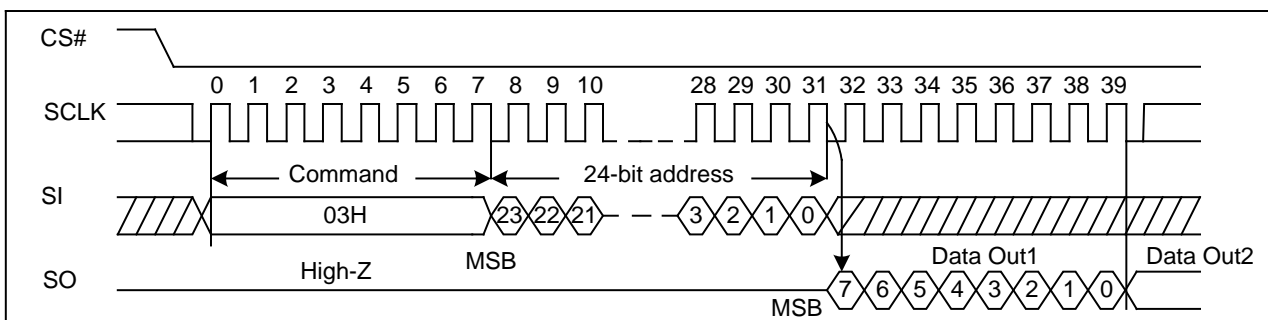 CS#
0 1 2 3 4 5 6 7 8 9 10 28 29 30 31 32 33 34 35 36 37 38 39
SCLK
Command 24-bit address
SI
03H 23 22 21 3 2 1 0
High-Z MSB Data Out1 Data Out2
SO
MSB 7 6 5 4 3 2 1 0